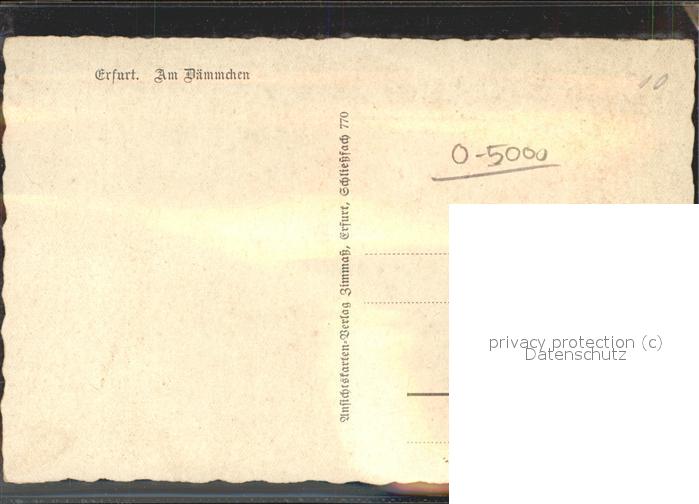 Erfurt. Am Dämmchen
10
Ansichtskarten-Verlag Zimmaß, Erfurt, Schließfach 770
O-5000
privacy protection (c)
Datenschutz